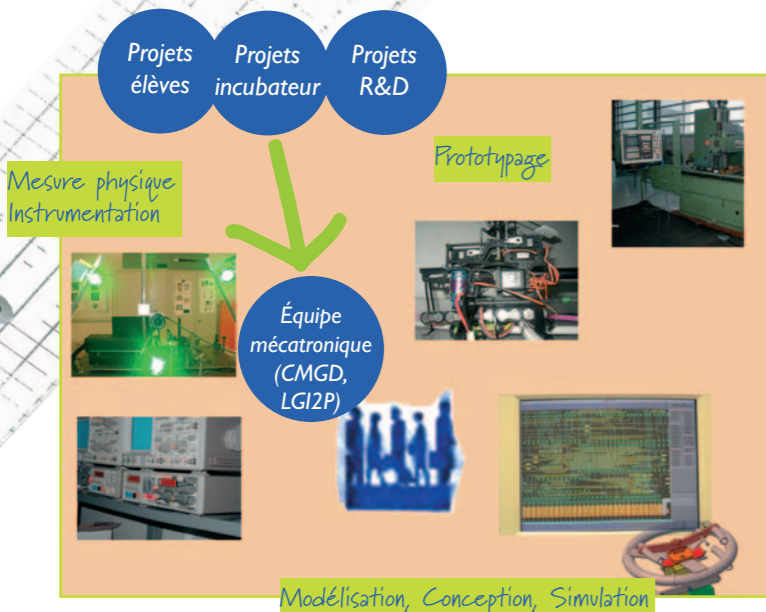 Projets
élèves
Projets
incubateur
Projets
R&D
Prototypage
Mesure physique
Instrumentation
Équipe
mécatronique
(CMGD,
LGI2P)
Modélisation, Conception, Simulation